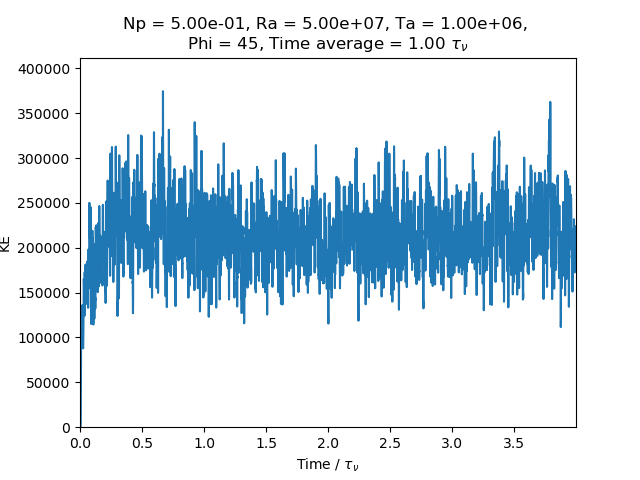 Np = 5.00e-01, Ra = 5.00e+07, Ta = 1.00e+06,
Phi = 45, Time average = 1.00 τν
400000
350000
300000
250000
200000
150000
100000
50000
0
KE
0.0 0.5 1.0 1.5 2.0 2.5 3.0 3.5
Time / τν